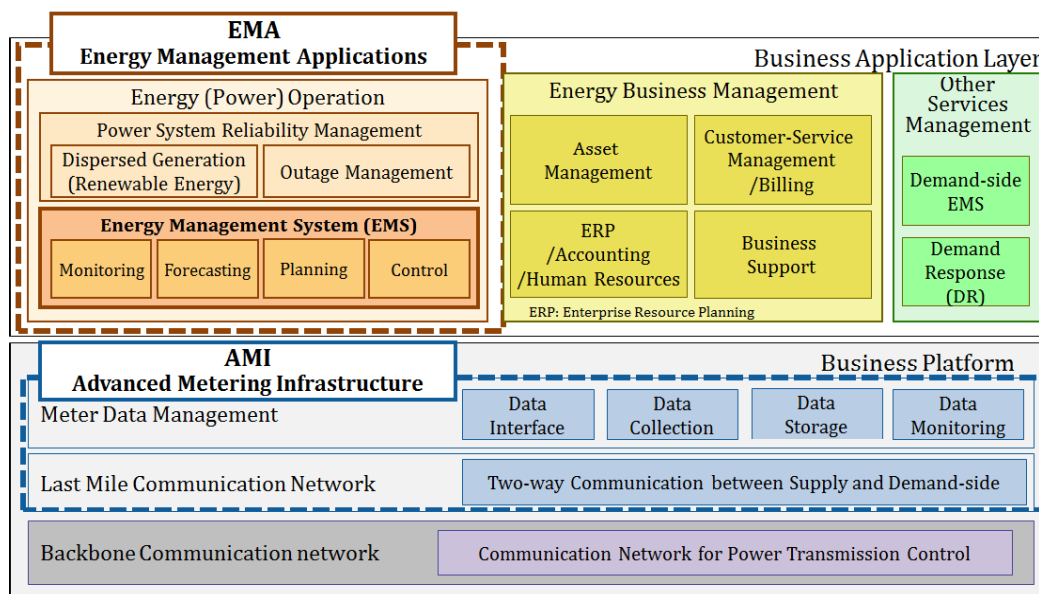 EMA
Energy Management Applications
Business Application Layer
Energy (Power) Operation
Power System Reliability Management
Dispersed Generation
(Renewable Energy)
Outage Management
Energy Management System (EMS)
Monitoring
Forecasting
Planning
Control
Energy Business Management
Asset
Management
Customer-Service
Management
/Billing
ERP
/Accounting
/Human Resources
Business
Support
ERP: Enterprise Resource Planning
Other
Services
Management
Demand-side
EMS
Demand
Response
(DR)
AMI
Advanced Metering Infrastructure
Business Platform
Meter Data Management
Data
Interface
Data
Collection
Data
Storage
Data
Monitoring
Last Mile Communication Network
Two-way Communication between Supply and Demand-side
Backbone Communication network
Communication Network for Power Transmission Control